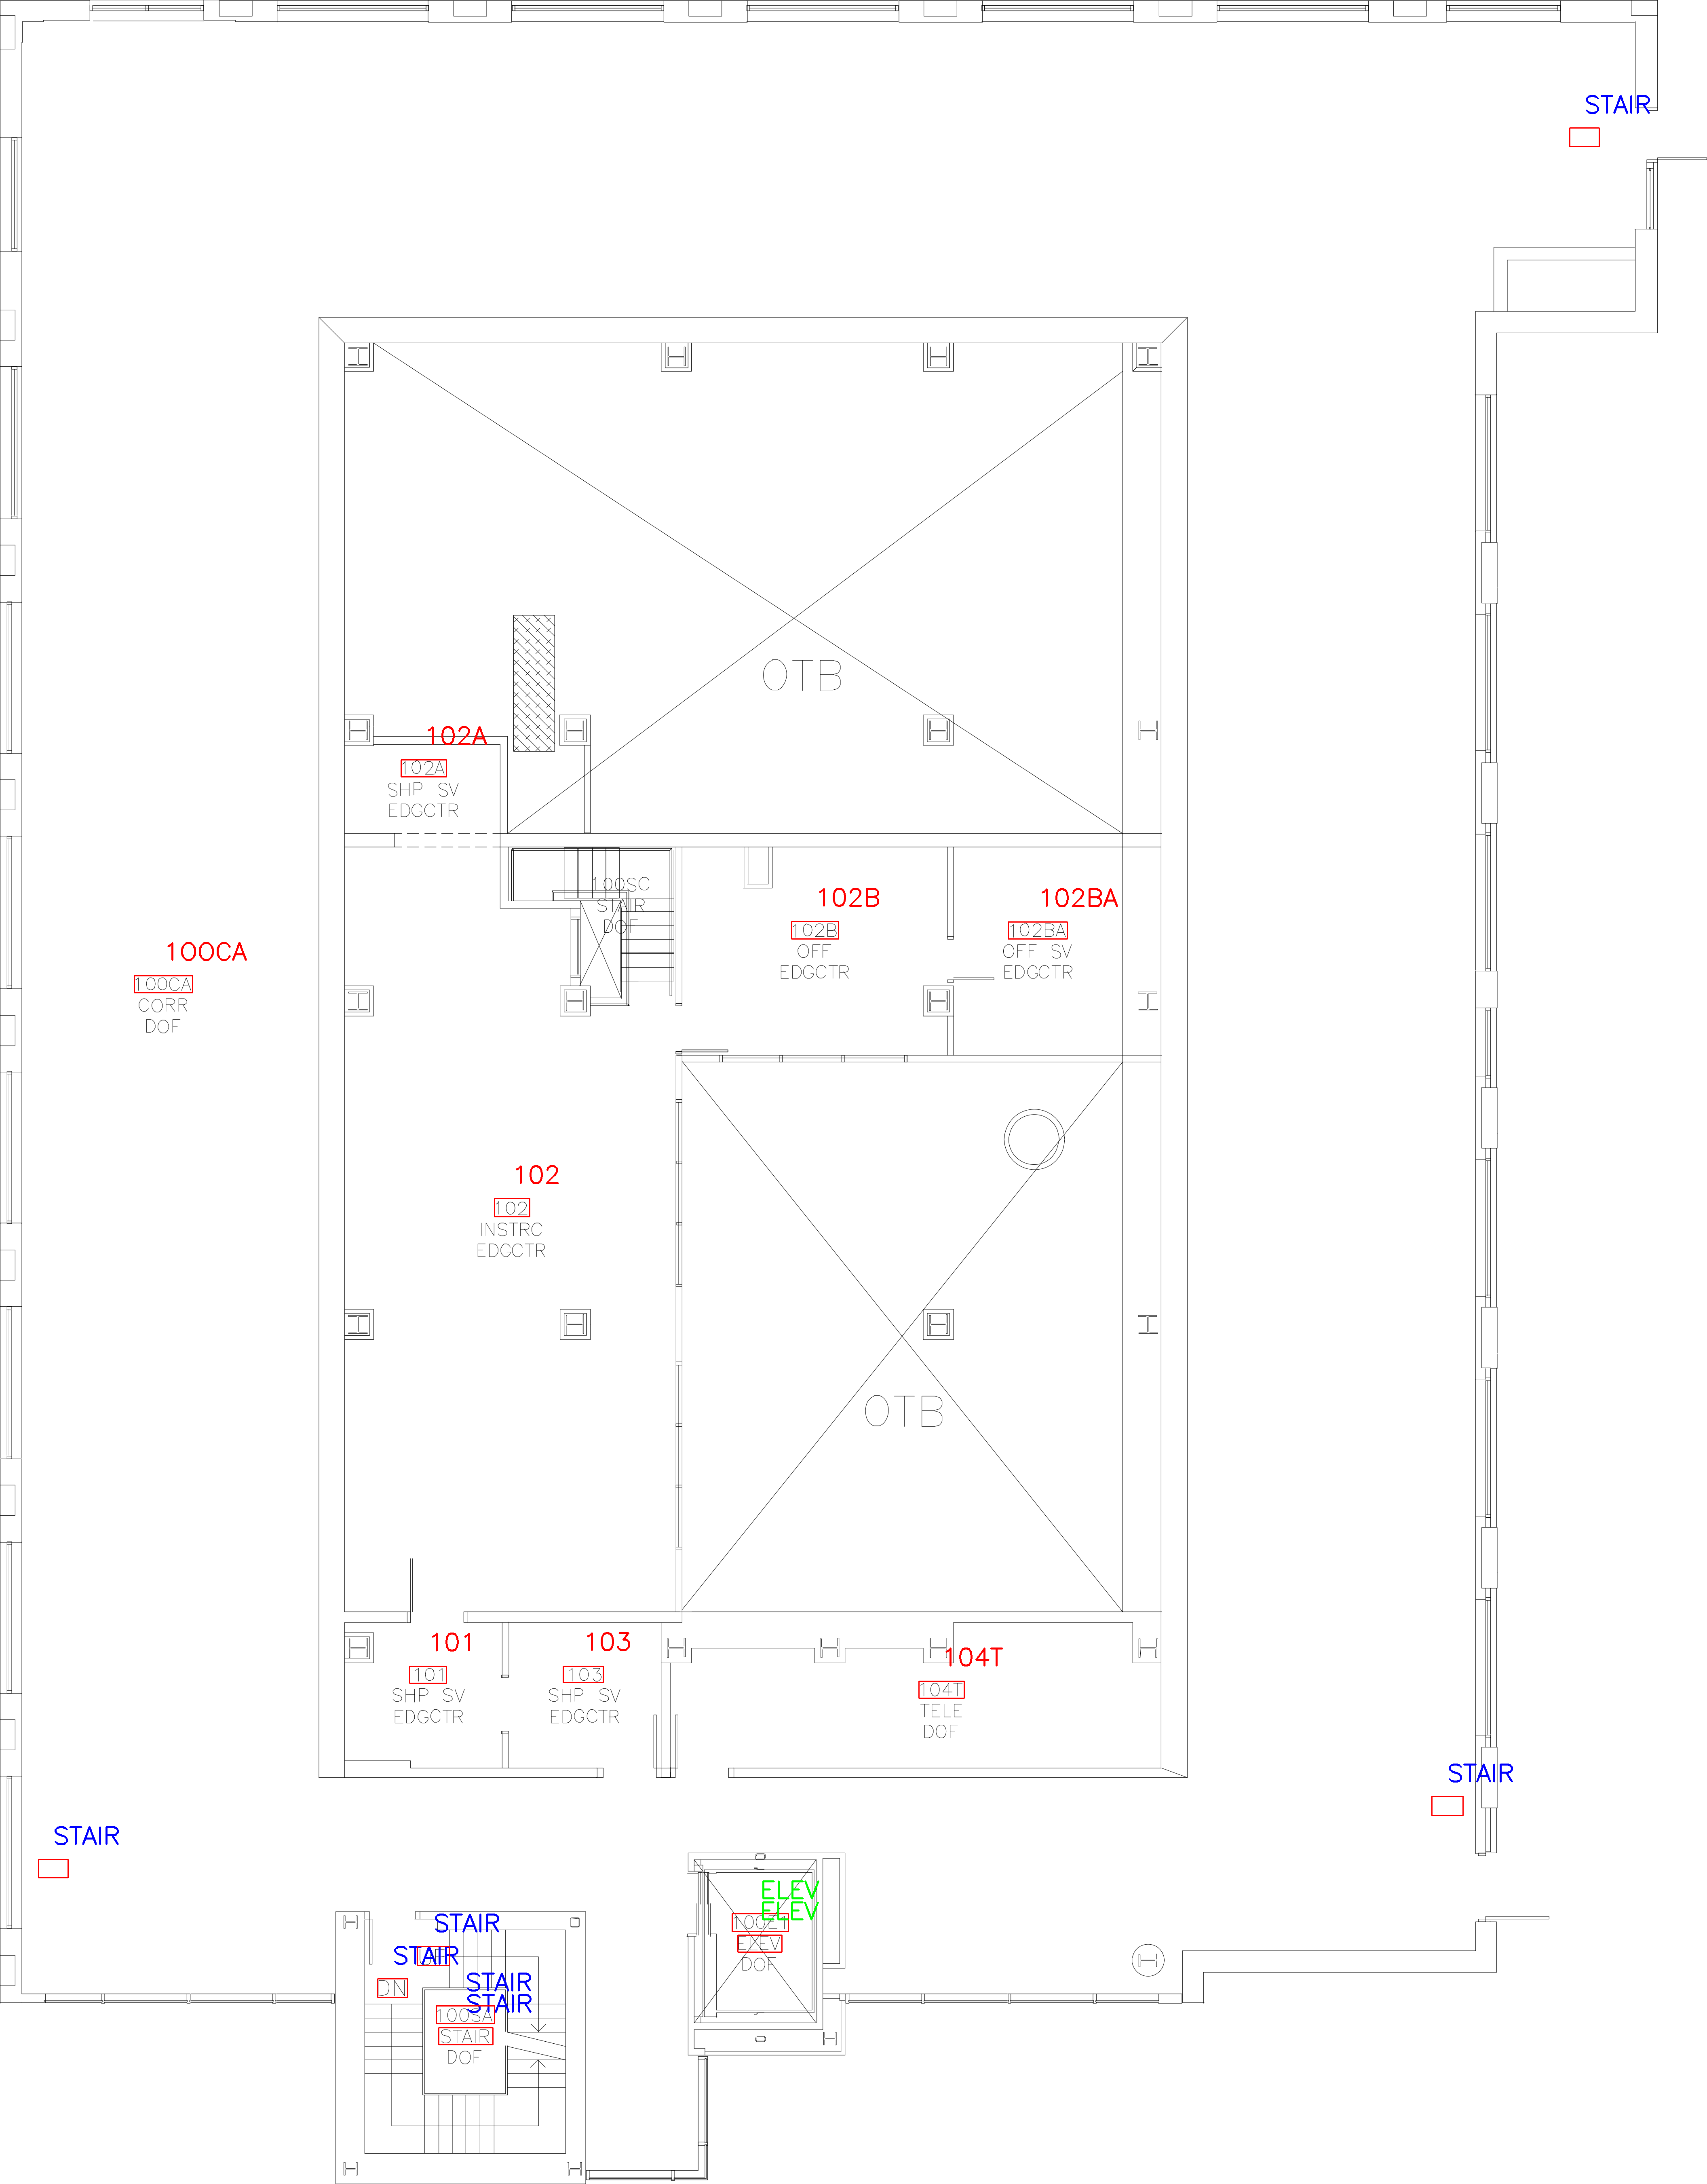 STAIR
OTB
102A
102A
SHP SV
EDGCTR
100SC
STAIR
DOF
102B
102B
OFF
EDGCTR
102BA
102BA
OFF SV
EDGCTR
100CA
100CA
CORR
DOF
102
102
INSTRC
EDGCTR
OTB
101
101
SHP SV
EDGCTR
103
103
SHP SV
EDGCTR
104T
104T
TELE
DOF
STAIR
STAIR
ELEV
ELEV
100E1
ELEV
DOF
STAIR
STAIR
DN
STAIR
STAIR
100SA
STAIR
DOF